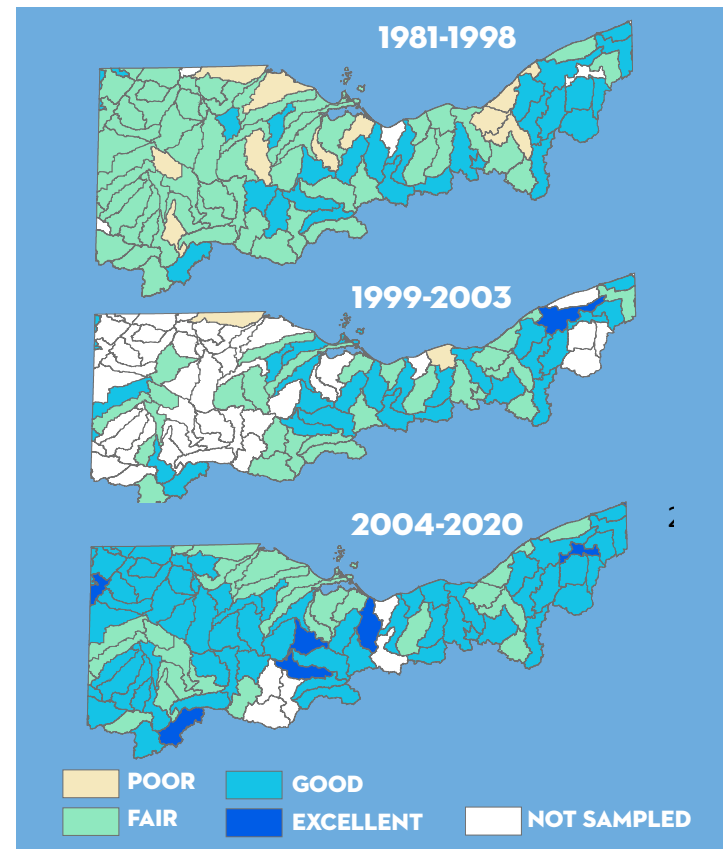 1981-1998
1999-2003
2004-2020
POOR
GOOD
FAIR
EXCELLENT
NOT SAMPLED